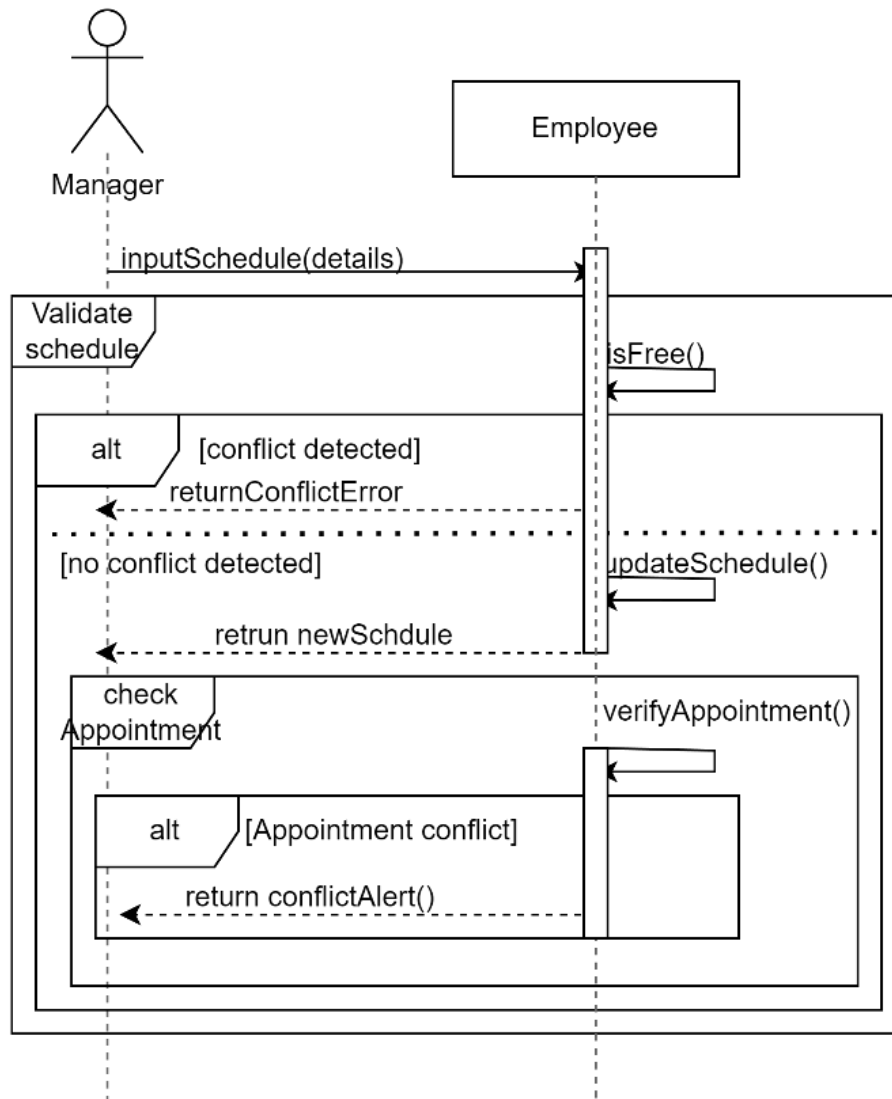 Employee
Manager
inputSchedule(details)
Validate
schedule
isFree()
alt
[conflict detected]
returnConflictError
[no conflict detected]
updateSchedule()
retrun newSchdule
check
Appointment
verifyAppointment()
alt
[Appointment conflict]
return conflictAlert()